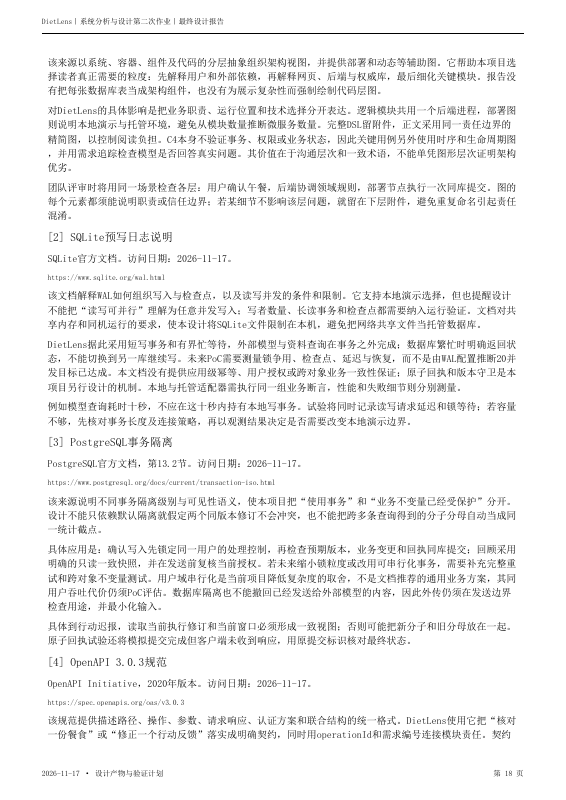 DietLens | 系统分析与设计第二次作业 | 最终设计报告
该来源以系统、容器、组件及代码的分层抽象组织架构视图，并提供部署和动态等辅助图。它帮助本项目选
择读者真正需要的粒度：先解释用户和外部依赖，再解释网页、后端与权威库，最后细化关键模块。报告没
有把每张数据库表当成架构组件，也没有为展示复杂性而强制绘制代码层图。
对DietLens的具体影响是把业务职责、运行位置和技术选择分开表达。逻辑模块共用一个后端进程，部署图
则说明本地演示与托管环境，避免从模块数量推断微服务数量。完整DSL留附件，正文采用同一责任边界的
精简图，以控制阅读负担。C4本身不验证事务、权限或业务状态，因此关键用例另外使用时序和生命周期图
，并用需求追踪检查模型是否回答真实问题。其价值在于沟通层次和一致术语，不能单凭图形层次证明架构
优劣。
团队评审时将用同一场景检查各层：用户确认午餐，后端协调领域规则，部署节点执行一次同库提交。图的
每个元素都须能说明职责或信任边界；若某细节不影响该层问题，就留在下层附件，避免重复命名引起责任
混淆。
[2] SQLite预写日志说明
SQLite官方文档。访问日期：2026-11-17。
https://www.sqlite.org/wal.html
该文档解释WAL如何组织写入与检查点，以及读写并发的条件和限制。它支持本地演示选择，但也提醒设计
不能把“读写可并行”理解为任意并发写入；写者数量、长读事务和检查点都需要纳入运行验证。文档对共
享内存和同机运行的要求，使本设计将SQLite文件限制在本机，避免把网络共享文件当托管数据库。
DietLens据此采用短写事务和有界忙等待，外部模型与资料查询在事务之外完成；数据库繁忙时明确返回状
态，不能切换到另一库继续写。未来PoC需要测量锁争用、检查点、延迟与恢复，而不是由WAL配置推断20并
发目标已达成。本文档没有提供应用级幂等、用户授权或跨对象业务一致性保证；原子回执和版本守卫是本
项目另行设计的机制。本地与托管适配器需执行同一组业务断言，性能和失败细节则分别测量。
例如模型查询耗时十秒，不应在这十秒内持有本地写事务。试验将同时记录读写请求延迟和锁等待；若容量
不够，先核对事务长度及连接策略，再以观测结果决定是否需要改变本地演示边界。
[3] PostgreSQL事务隔离
PostgreSQL官方文档，第13.2节。访问日期：2026-11-17。
https://www.postgresql.org/docs/current/transaction-iso.html
该来源说明不同事务隔离级别与可见性语义，使本项目把“使用事务”和“业务不变量已经受保护”分开。
设计不能只依赖默认隔离就假定两个同版本修订不会冲突，也不能把跨多条查询得到的分子分母自动当成同
一统计截点。
具体应用是：确认写入先锁定同一用户的处理控制，再检查预期版本，业务变更和回执同库提交；回顾采用
明确的只读一致快照，并在发送前复核当前授权。若未来缩小锁粒度或改用可串行化事务，需要补充完整重
试和跨对象不变量测试。用户域串行化是当前项目降低复杂度的取舍，不是文档推荐的通用业务方案，其同
用户吞吐代价仍须PoC评估。数据库隔离也不能撤回已经发送给外部模型的内容，因此外传仍须在发送边界
检查用途，并最小化输入。
具体到行动迟报，读取当前执行修订和当前窗口必须形成一致视图；否则可能把新分子和旧分母放在一起。
原子回执试验还将模拟提交完成但客户端未收到响应，用原提交标识核对最终状态。
[4] OpenAPI 3.0.3规范
OpenAPI Initiative，2020年版本。访问日期：2026-11-17。
https://spec.openapis.org/oas/v3.0.3
该规范提供描述路径、操作、参数、请求响应、认证方案和联合结构的统一格式。DietLens使用它把“核对
一份餐食”或“修正一个行动反馈”落实成明确契约，同时用operationId和需求编号连接模块责任。契约
2026-11-17 • 设计产物与验证计划
第 18 页